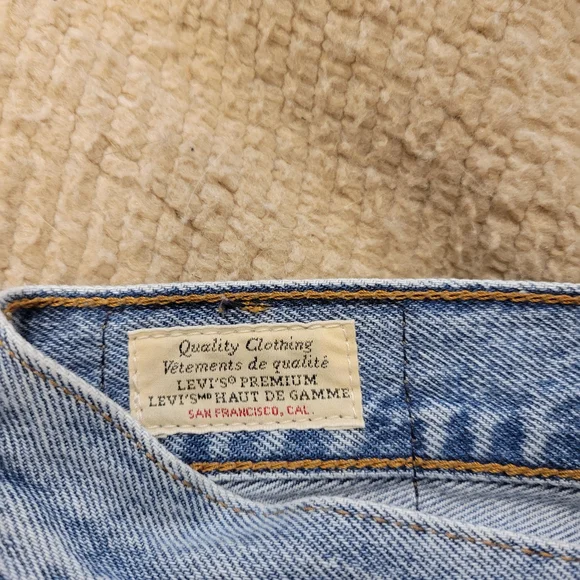 Quality Clothing
Vêtements de qualité
LEVI'S® PREMIUM
LEVI'SMD HAUT DE GAMME
SAN FRANCISCO, CAL.